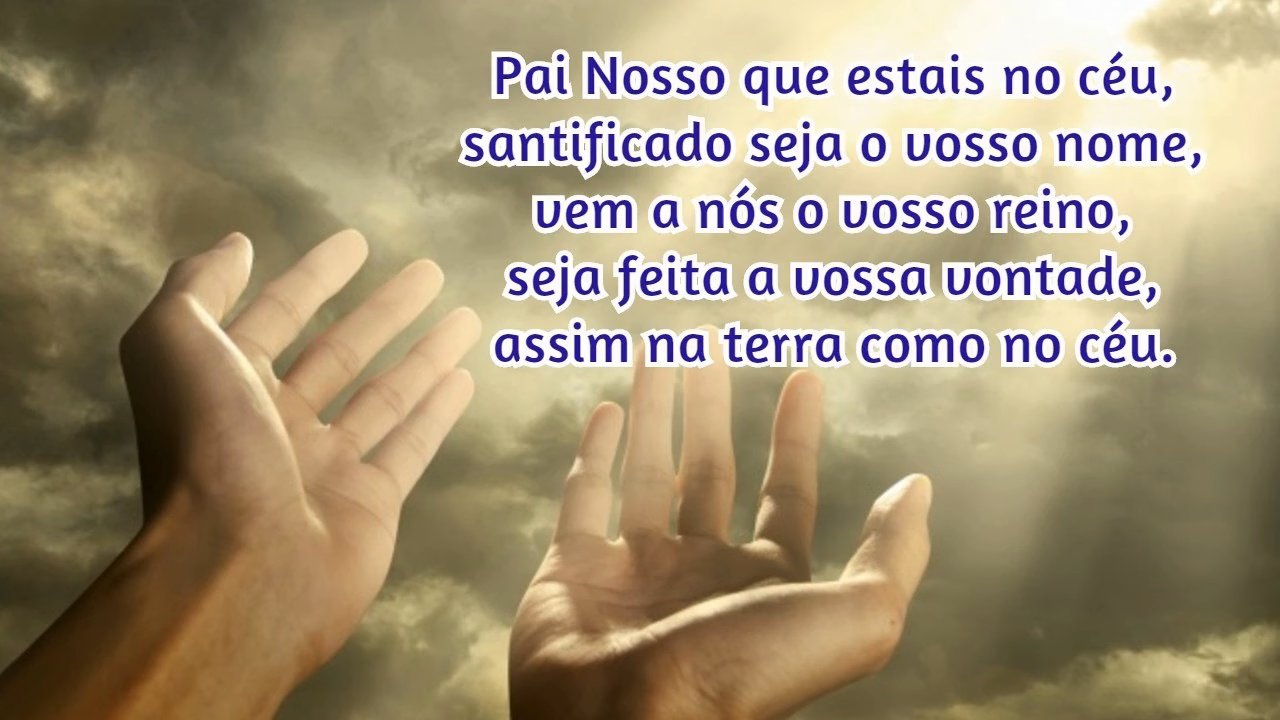 Pai Nosso que estais no céu,
santificado seja o vosso nome,
vem a nós o vosso reino,
seja feita a vossa vontade,
assim na terra como no céu.